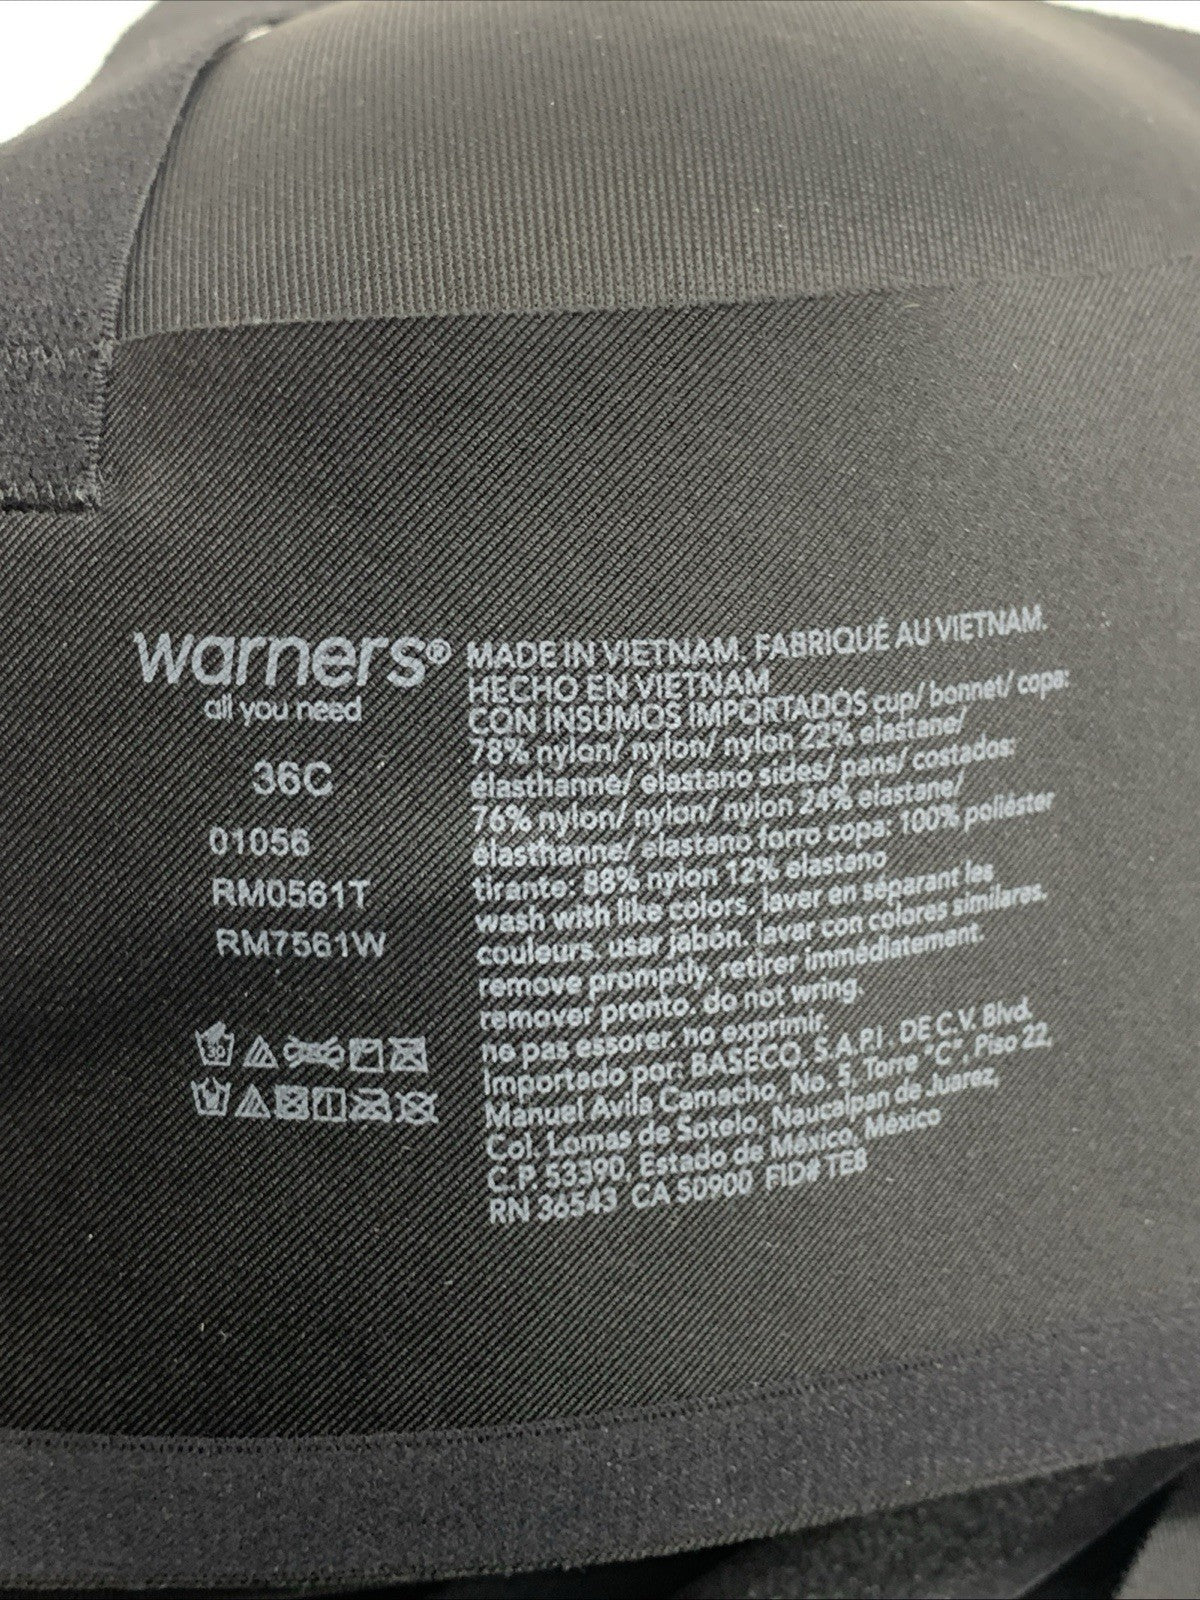 warners®
all you need
36C
01056
RM0561T
RM7561W
30
MADE IN VIETNAM. FABRIQUÉ AU VIETNAM.
HECHO EN VIETNAM
CON INSUMOS IMPORTADOS cup/ bonnet/ copa:
78% nylon/ nylon/ nylon 22% elastane/
élasthanne/ elastano sides/ pans/ costados:
76% nylon/ nylon/ nylon 24% elastane/
élasthanne/ elastano forro copa: 100% poliéster
tirante: 88% nylon 12% elastano
wash with like colors. laver en séparant les
couleurs. usar jabón. lavar con colores similares.
remove promptly. retirer immédiatement.
remover pronto. do not wring.
ne pas essorer. no exprimir.
Importado por: BASECO, S.A.P.I. DE C.V. Blvd.
Manuel Avila Camacho, No. 5, Torre "C", Piso 22,
Col. Lomas de Sotelo, Naucalpan de Juarez,
C.P. 53390, Estado de México, México
RN 36543 CA 50900 FID# TE8